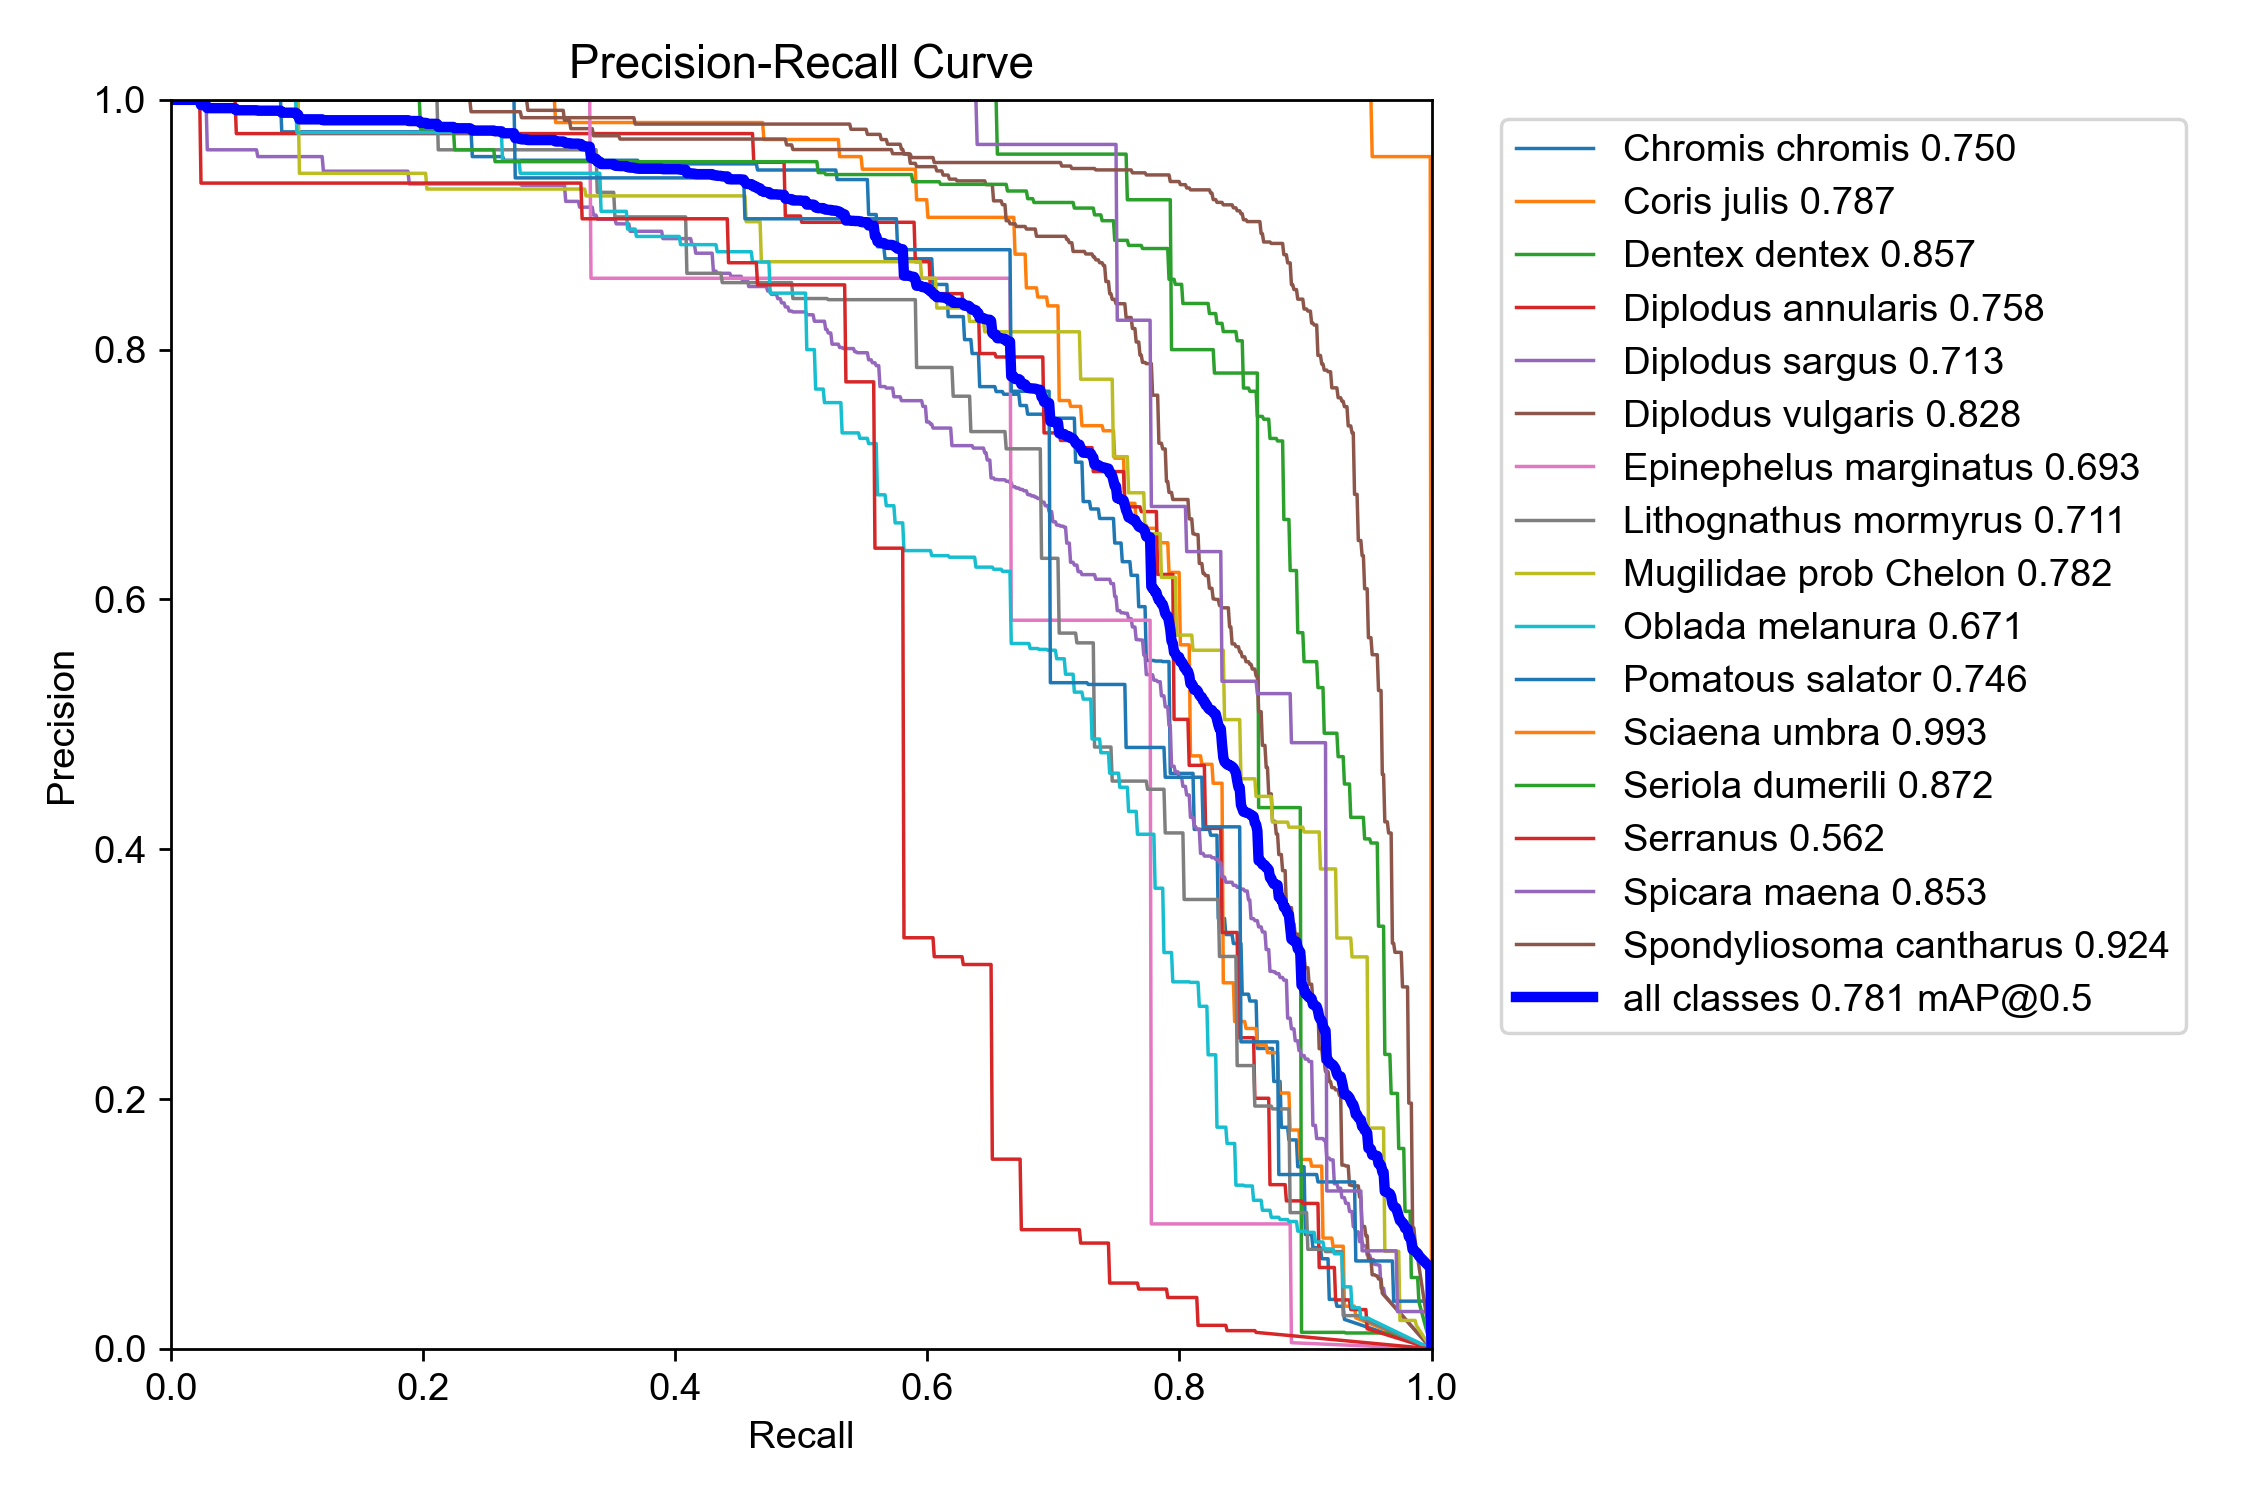 Precision-Recall Curve
1.0
0.8
0.6
0.4
0.2
0.0
Precision
0.0 0.2 0.4 0.6 0.8 1.0
Recall
Chromis chromis 0.750
Coris julis 0.787
Dentex dentex 0.857
Diplodus annularis 0.758
Diplodus sargus 0.713
Diplodus vulgaris 0.828
Epinephelus marginatus 0.693
Lithognathus mormyrus 0.711
Mugilidae prob Chelon 0.782
Oblada melanura 0.671
Pomatous salator 0.746
Sciaena umbra 0.993
Seriola dumerili 0.872
Serranus 0.562
Spicara maena 0.853
Spondyliosoma cantharus 0.924
all classes 0.781 mAP@0.5